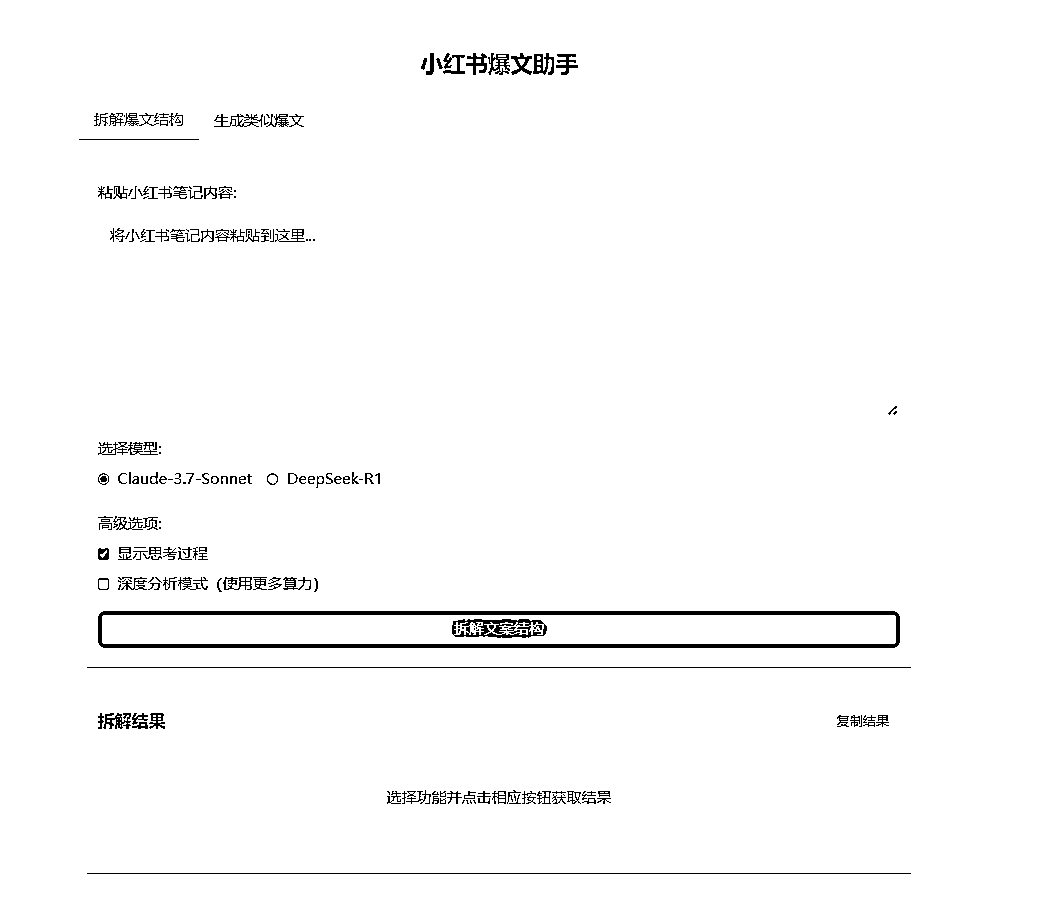 小红书爆文助手
拆解爆文结构 生成类似爆文
粘贴小红书笔记内容:
将小红书笔记内容粘贴到这里...
选择模型:
Claude-3.7-Sonnet DeepSeek-R1
高级选项:
显示思考过程
深度分析模式（使用更多算力）
拆解文案结构
拆解结果 复制结果
选择功能并点击相应按钮获取结果